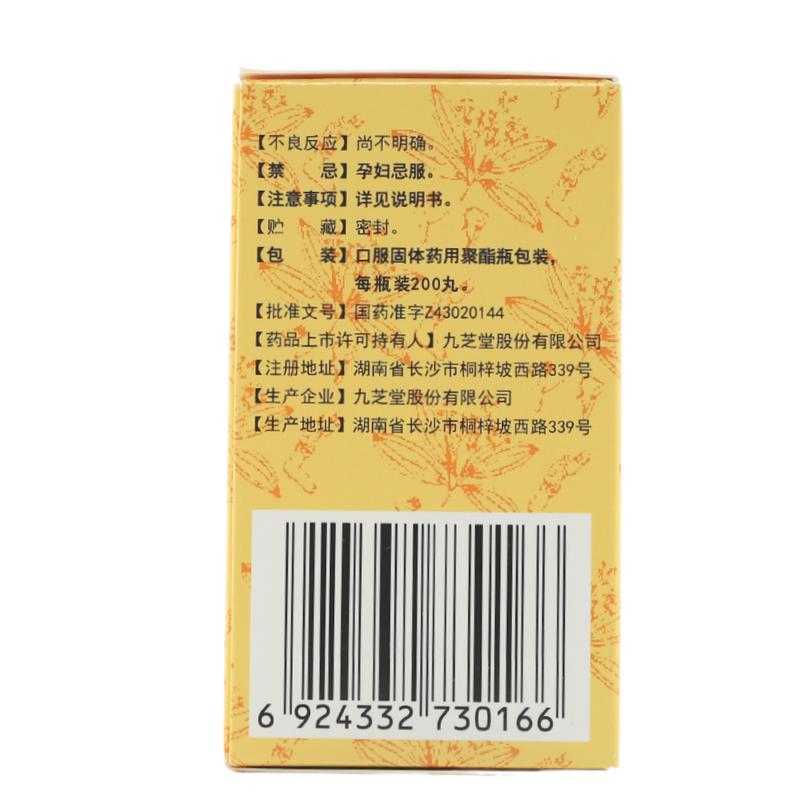 【不良反应】尚不明确。
【禁　　忌】孕妇忌服。
【注意事项】详见说明书。
【贮　　藏】密封。
【包　　装】口服固体药用聚酯瓶包装，
每瓶装200丸。
【批准文号】国药准字Z43020144
【药品上市许可持有人】九芝堂股份有限公司
【注册地址】湖南省长沙市桐梓坡西路339号
【生产企业】九芝堂股份有限公司
【生产地址】湖南省长沙市桐梓坡西路339号
6 924332 730166